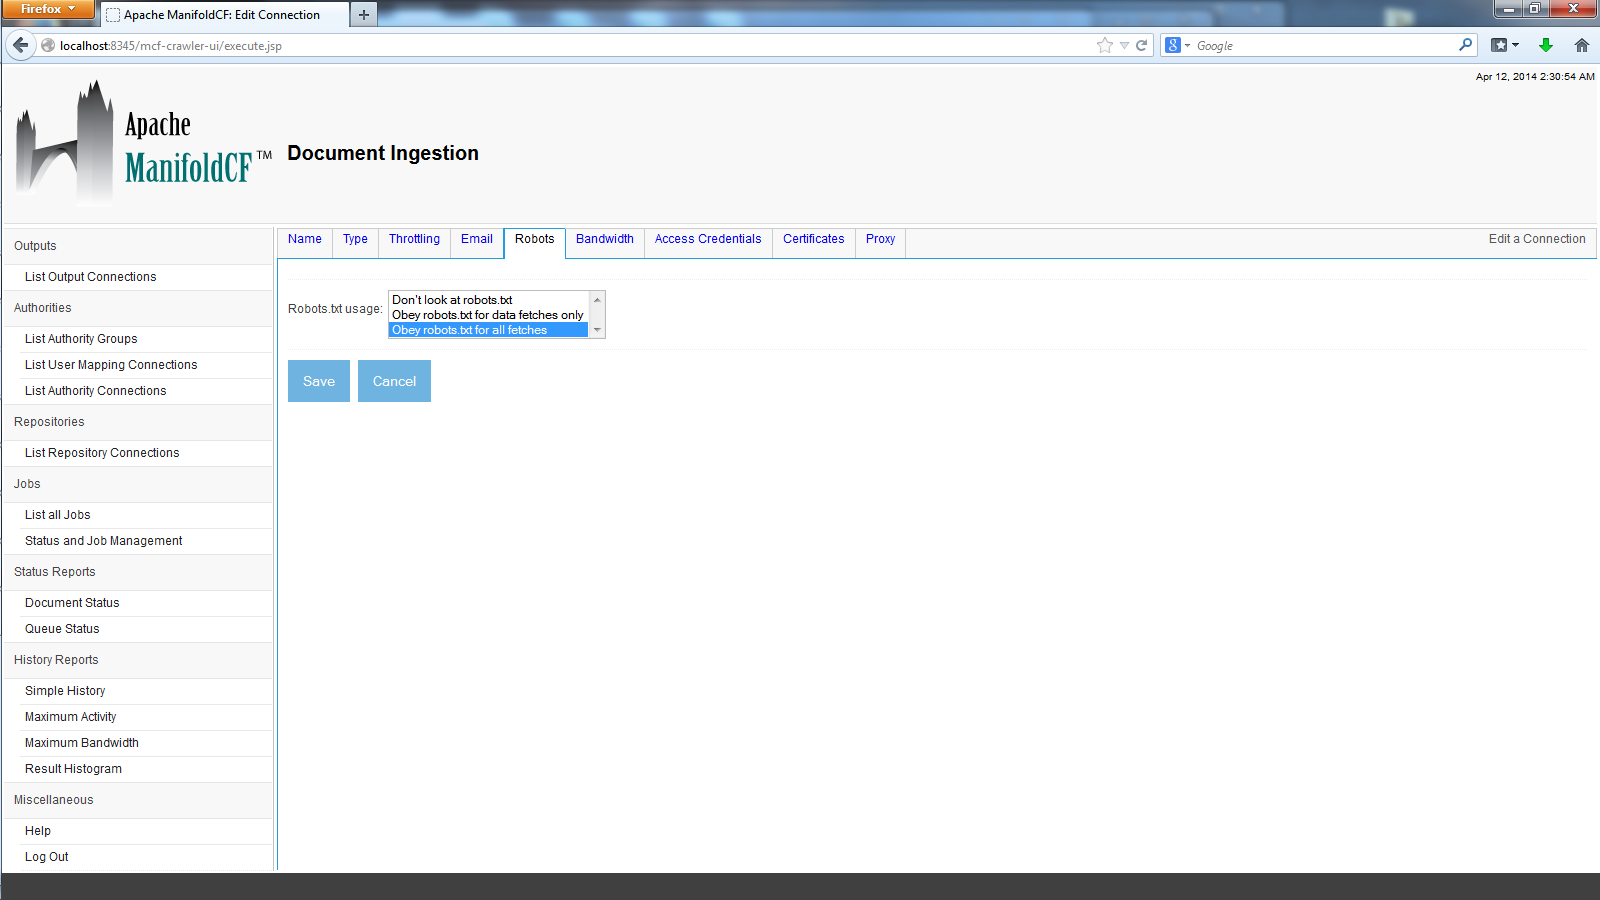 Firefox
Apache ManifoldCF: Edit Connection
localhost:8345/mcf-crawler-ui/execute.jsp
Google
Apr 12, 2014 2:30:54 AM
Apache
ManifoldCF™
Document Ingestion
Name Type Throttling Email Robots Bandwidth Access Credentials Certificates Proxy Edit a Connection
Robots.txt usage:
Don't look at robots.txt
Obey robots.txt for data fetches only
Obey robots.txt for all fetches
Save Cancel
Outputs
List Output Connections
Authorities
List Authority Groups
List User Mapping Connections
List Authority Connections
Repositories
List Repository Connections
Jobs
List all Jobs
Status and Job Management
Status Reports
Document Status
Queue Status
History Reports
Simple History
Maximum Activity
Maximum Bandwidth
Result Histogram
Miscellaneous
Help
Log Out